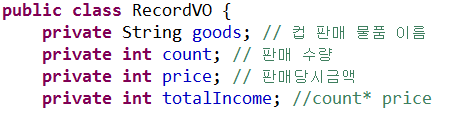 public class RecordVO {
private String goods; // 컵 판매 물품 이름
private int count; // 판매 수량
private int price; // 판매당시금액
private int totalIncome; //count* price